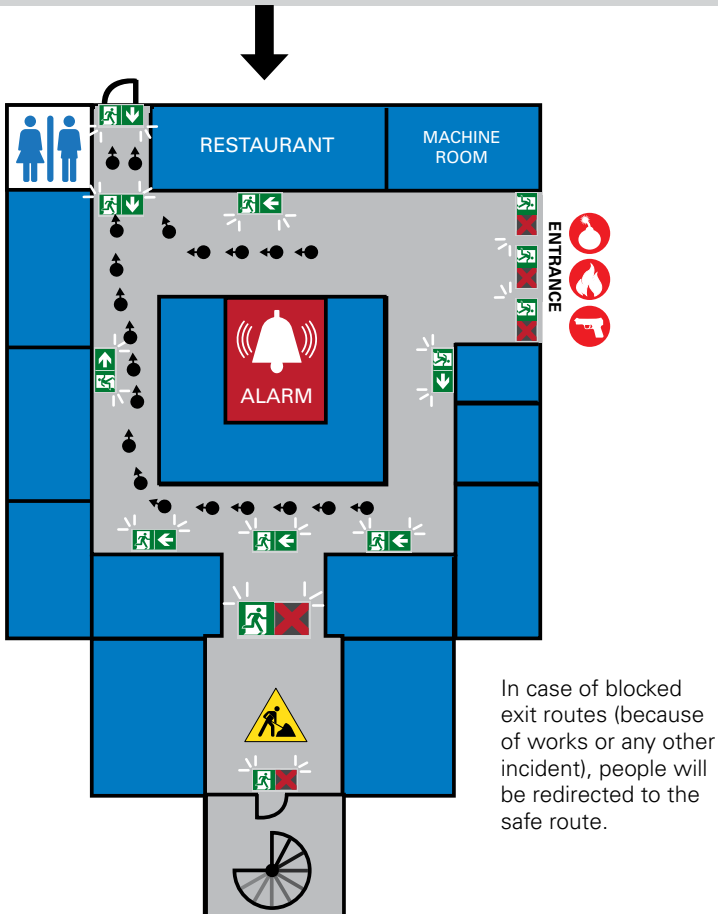 RESTAURANT
MACHINE
ROOM
ENTRANCE
ALARM
In case of blocked
exit routes (because
of works or any other
incident), people will
be redirected to the
safe route.